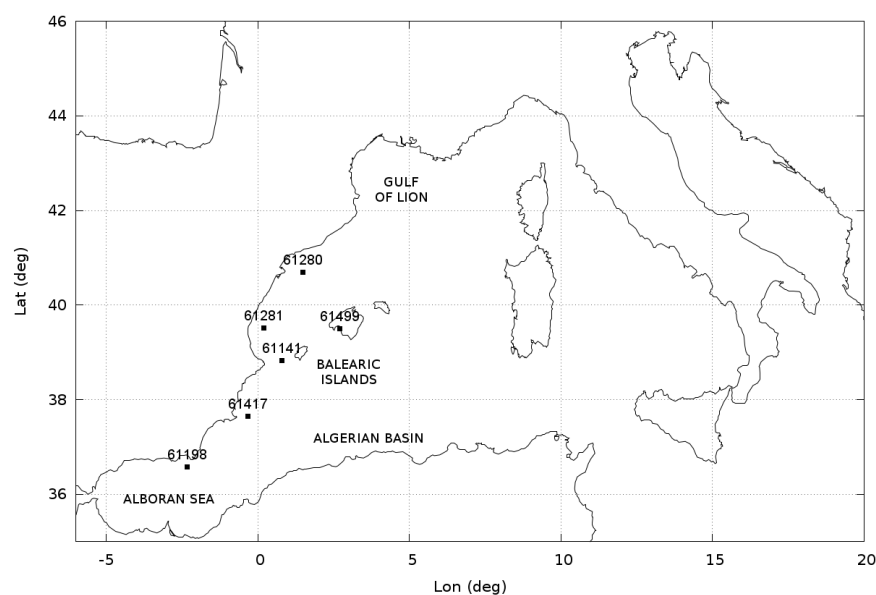 46
44
42
40
38
36
Lat (deg)
GULF
OF LION
61280
61281
61499
61141
BALEARIC
ISLANDS
61417
ALGERIAN BASIN
61198
ALBORAN SEA
-5
0
5
10
15
20
Lon (deg)